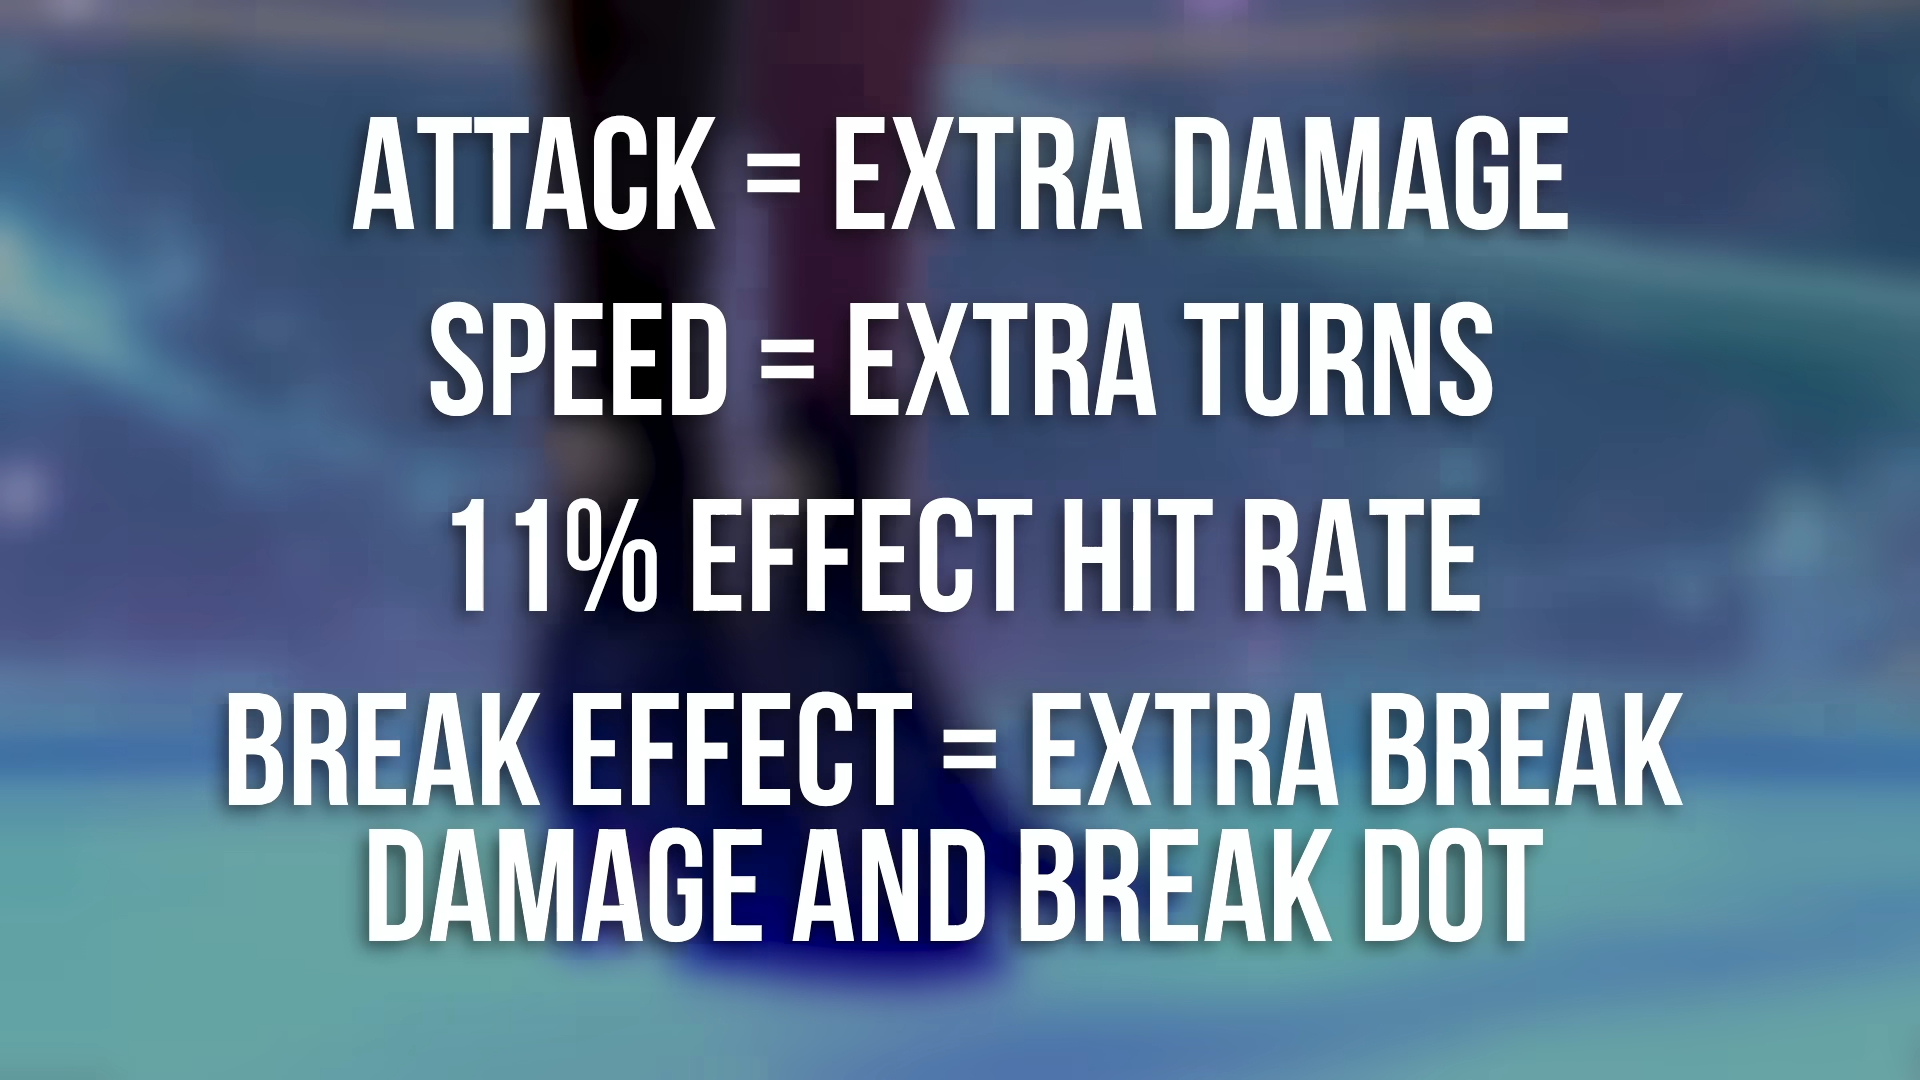 ATTACK = EXTRA DAMAGE
SPEED = EXTRA TURNS
11% EFFECT HIT RATE
BREAK EFFECT = EXTRA BREAK
DAMAGE AND BREAK DOT